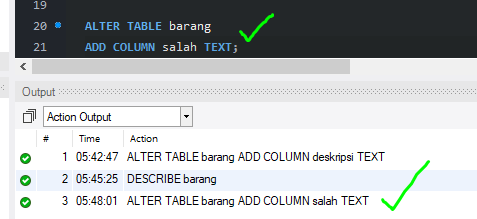 19
20 ALTER TABLE barang
21 ADD COLUMN salah TEXT;
Output
Action Output
# Time Action
1 05:42:47 ALTER TABLE barang ADD COLUMN deskripsi TEXT
2 05:45:25 DESCRIBE barang
3 05:48:01 ALTER TABLE barang ADD COLUMN salah TEXT